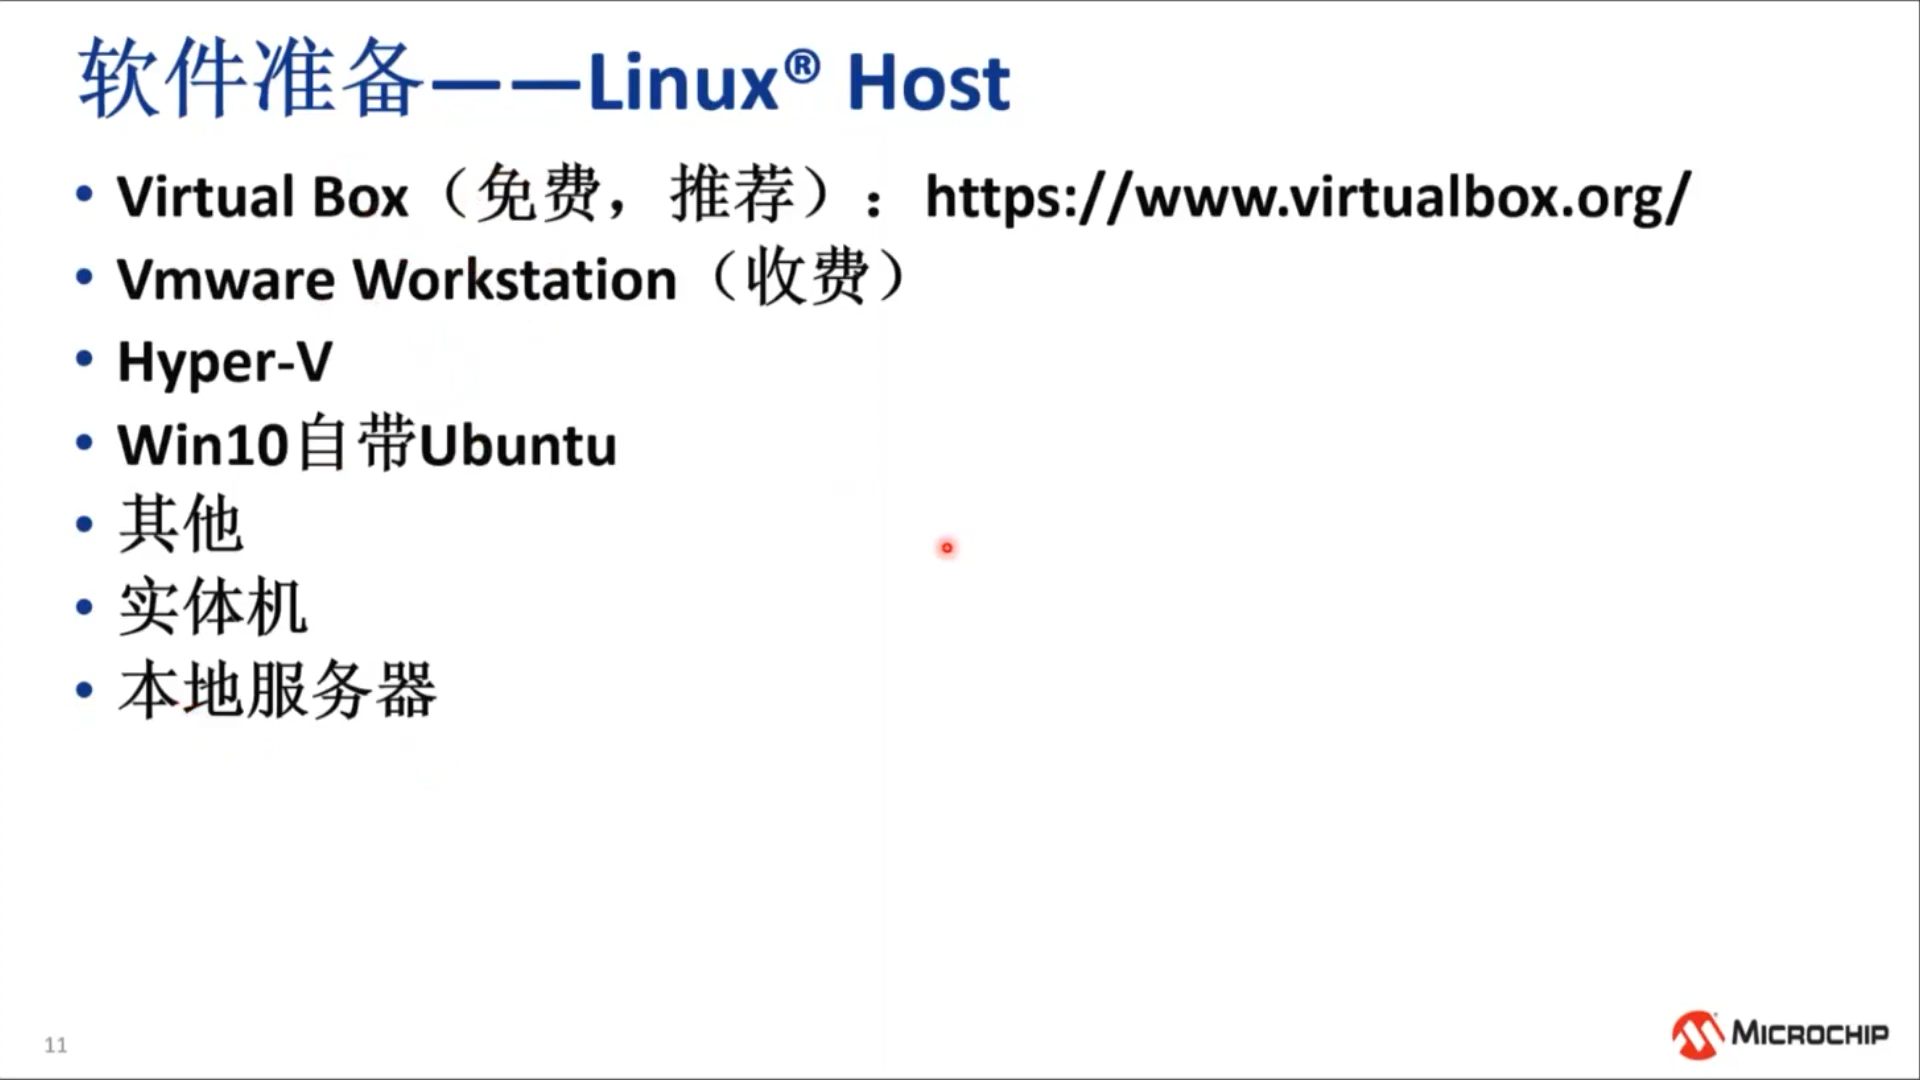 软件准备——Linux® Host
• Virtual Box（免费，推荐）：https://www.virtualbox.org/
• Vmware Workstation（收费）
• Hyper-V
• Win10自带Ubuntu
• 其他
• 实体机
• 本地服务器
11
MICROCHIP